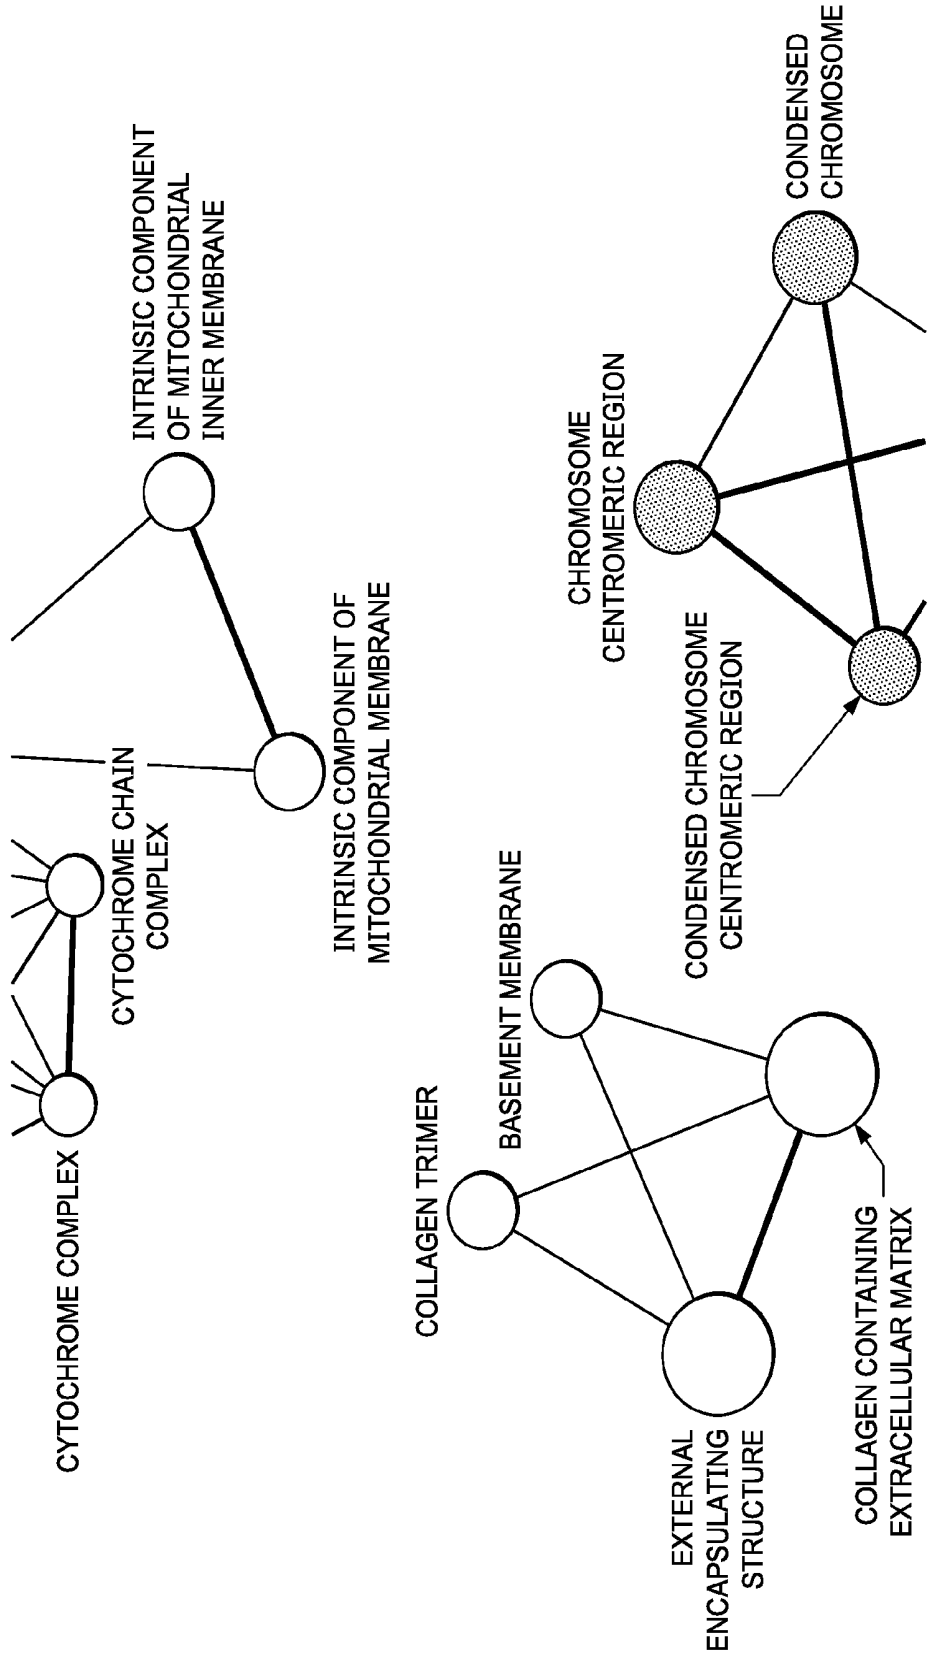 CYTOCHROME COMPLEX
CYTOCHROME CHAIN
COMPLEX
INTRINSIC COMPONENT
OF MITOCHONDRIAL
INNER MEMBRANE
INTRINSIC COMPONENT OF
MITOCHONDRIAL MEMBRANE
COLLAGEN TRIMER
BASEMENT MEMBRANE
EXTERNAL
ENCAPSULATING
STRUCTURE
COLLAGEN CONTAINING
EXTRACELLULAR MATRIX
CHROMOSOME
CENTROMERIC REGION
CONDENSED CHROMOSOME
CENTROMERIC REGION
CONDENSED
CHROMOSOME